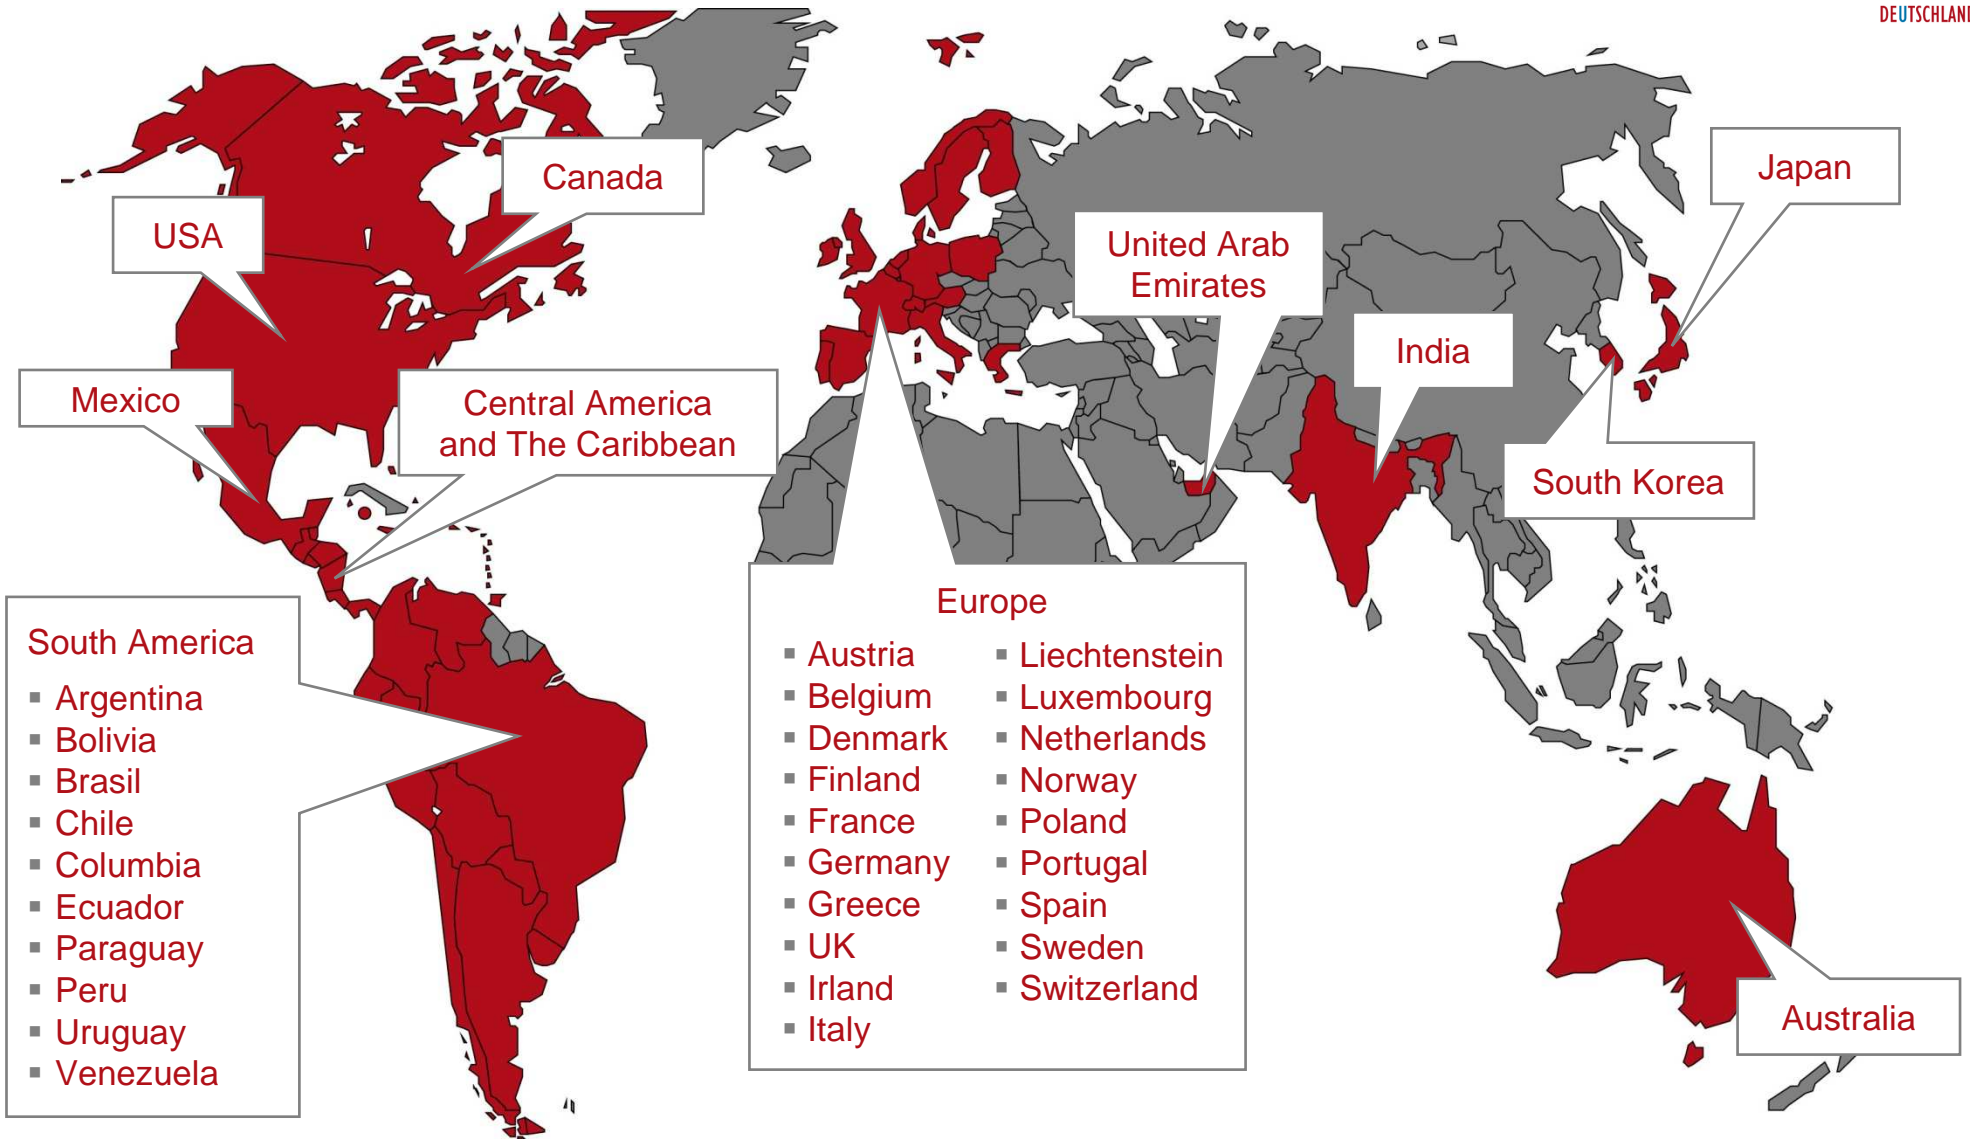 DEUTSCHLAND
Canada
Japan
USA
United Arab
Emirates
India
Mexico
Central America
and The Caribbean
South Korea
South America
Argentina
Bolivia
Brasil
Chile
Columbia
Ecuador
Paraguay
Peru
Uruguay
Venezuela
Europe
Austria
Belgium
Denmark
Finland
France
Germany
Greece
UK
Irland
Italy
Liechtenstein
Luxembourg
Netherlands
Norway
Poland
Portugal
Spain
Sweden
Switzerland
Australia